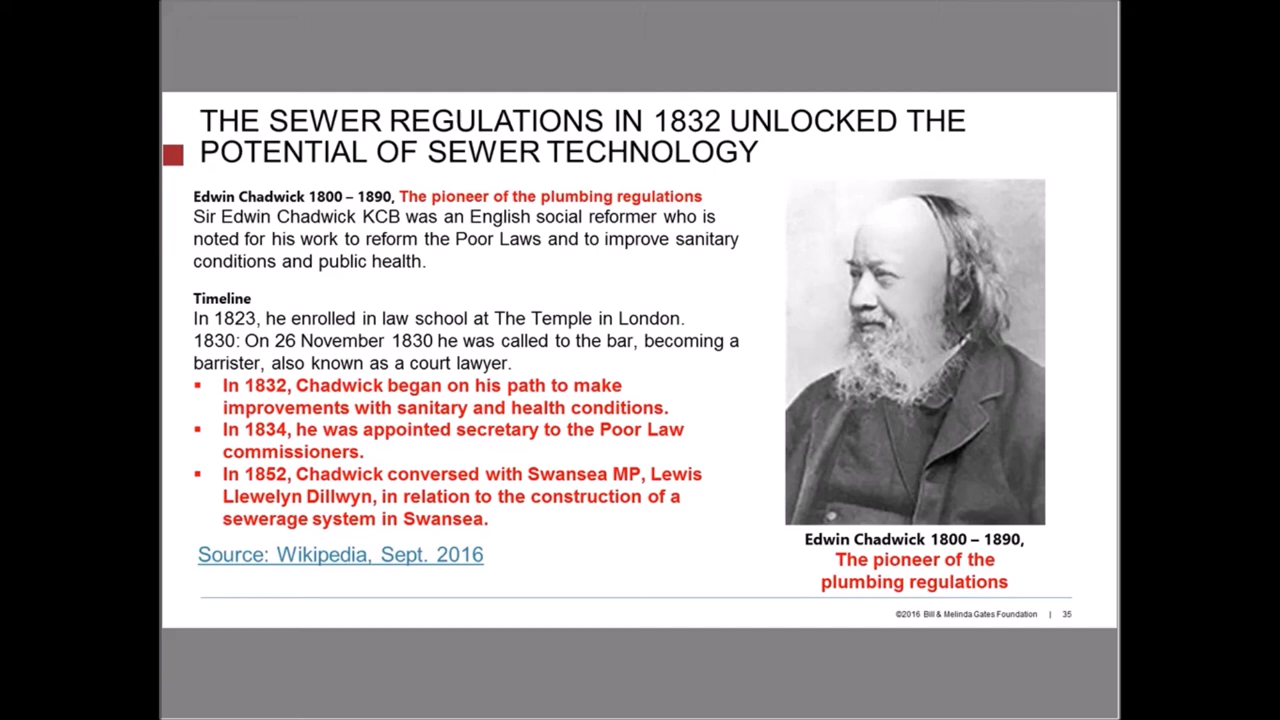 THE SEWER REGULATIONS IN 1832 UNLOCKED THE
POTENTIAL OF SEWER TECHNOLOGY
Edwin Chadwick 1800 – 1890, The pioneer of the plumbing regulations
Sir Edwin Chadwick KCB was an English social reformer who is
noted for his work to reform the Poor Laws and to improve sanitary
conditions and public health.
Timeline
In 1823, he enrolled in law school at The Temple in London.
1830: On 26 November 1830 he was called to the bar, becoming a
barrister, also known as a court lawyer.
▪ In 1832, Chadwick began on his path to make
improvements with sanitary and health conditions.
▪ In 1834, he was appointed secretary to the Poor Law
commissioners.
▪ In 1852, Chadwick conversed with Swansea MP, Lewis
Llewelyn Dillwyn, in relation to the construction of a
sewerage system in Swansea.
Source: Wikipedia, Sept. 2016
Edwin Chadwick 1800 – 1890,
The pioneer of the
plumbing regulations
©2016 Bill & Melinda Gates Foundation | 35